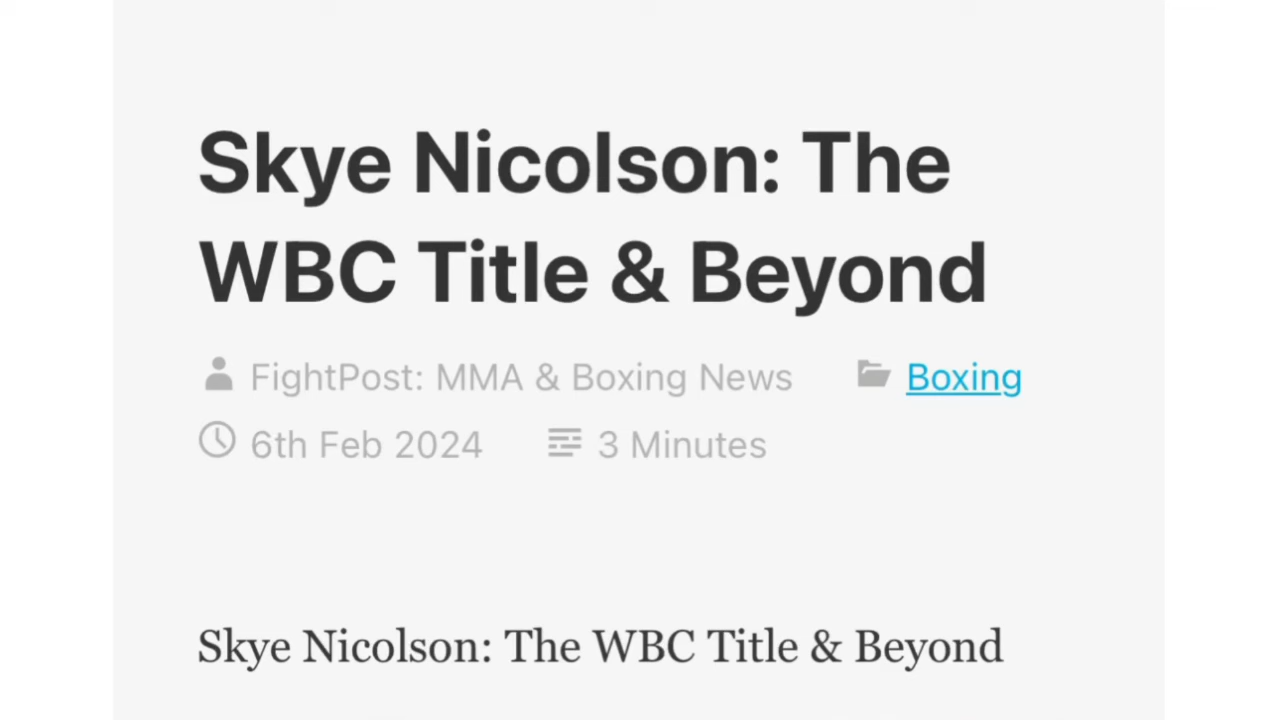 Skye Nicolson: The
WBC Title & Beyond
FightPost: MMA & Boxing News Boxing
6th Feb 2024 3 Minutes
Skye Nicolson: The WBC Title & Beyond